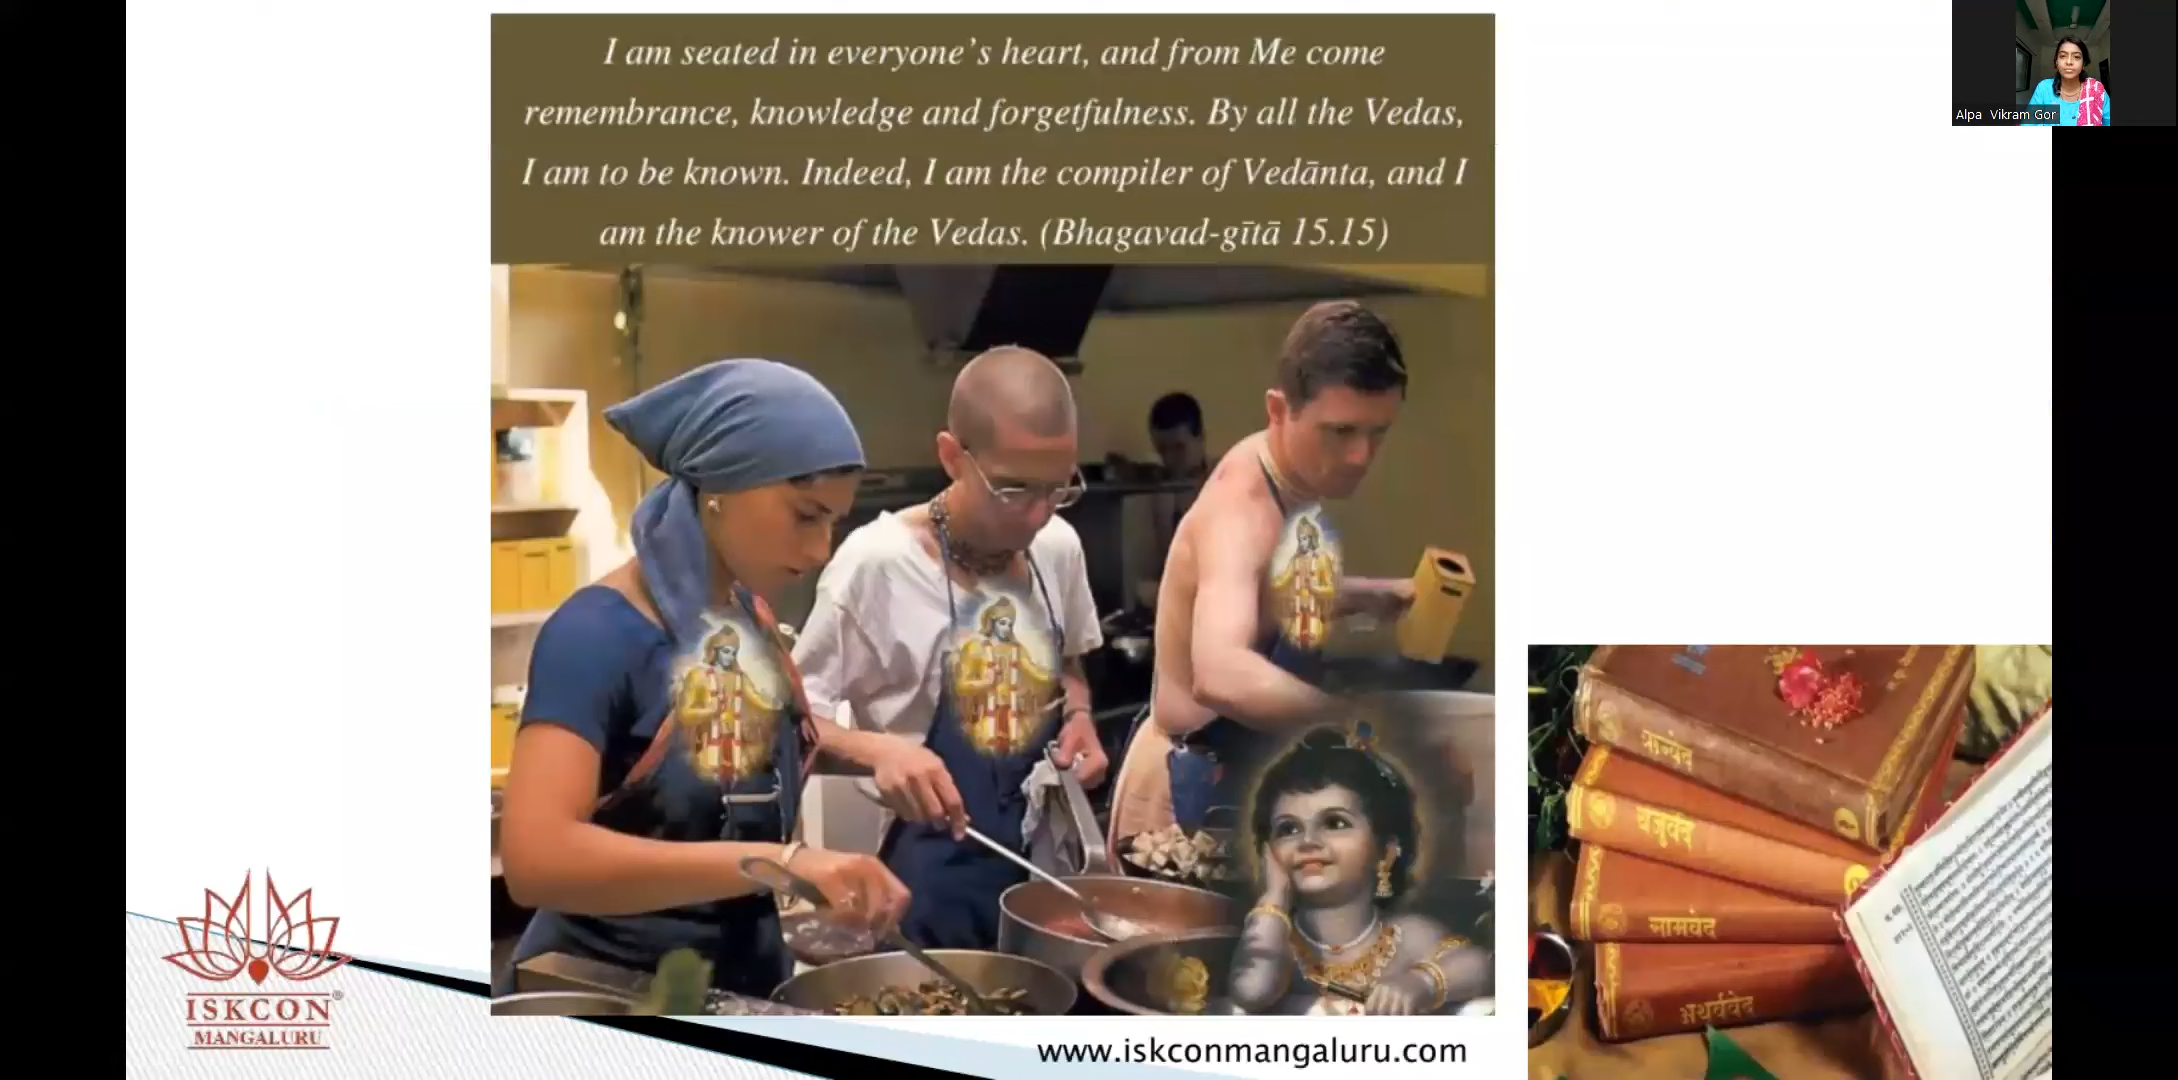 I am seated in everyone's heart, and from Me come
remembrance, knowledge and forgetfulness. By all the Vedas,
I am to be known. Indeed, I am the compiler of Vedānta, and I
am the knower of the Vedas. (Bhagavad-gītā 15.15)
Alpa Vikram Gor
ऋग्वेद
यजुर्वेद
सामवेद
अथर्ववेद
ISKCON®
MANGALURU
www.iskconmangaluru.com